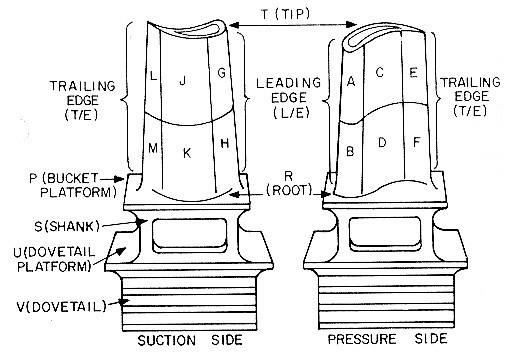 T (TIP)
L
J
G
A
C
E
TRAILING
EDGE
(T/E)
LEADING
EDGE
(L/E)
TRAILING
EDGE
(T/E)
M
K
H
B
D
F
P (BUCKET
PLATFORM)
R
(ROOT)
S(SHANK)
U(DOVETAIL
PLATFORM)
V(DOVETAIL)
SUCTION SIDE
PRESSURE SIDE